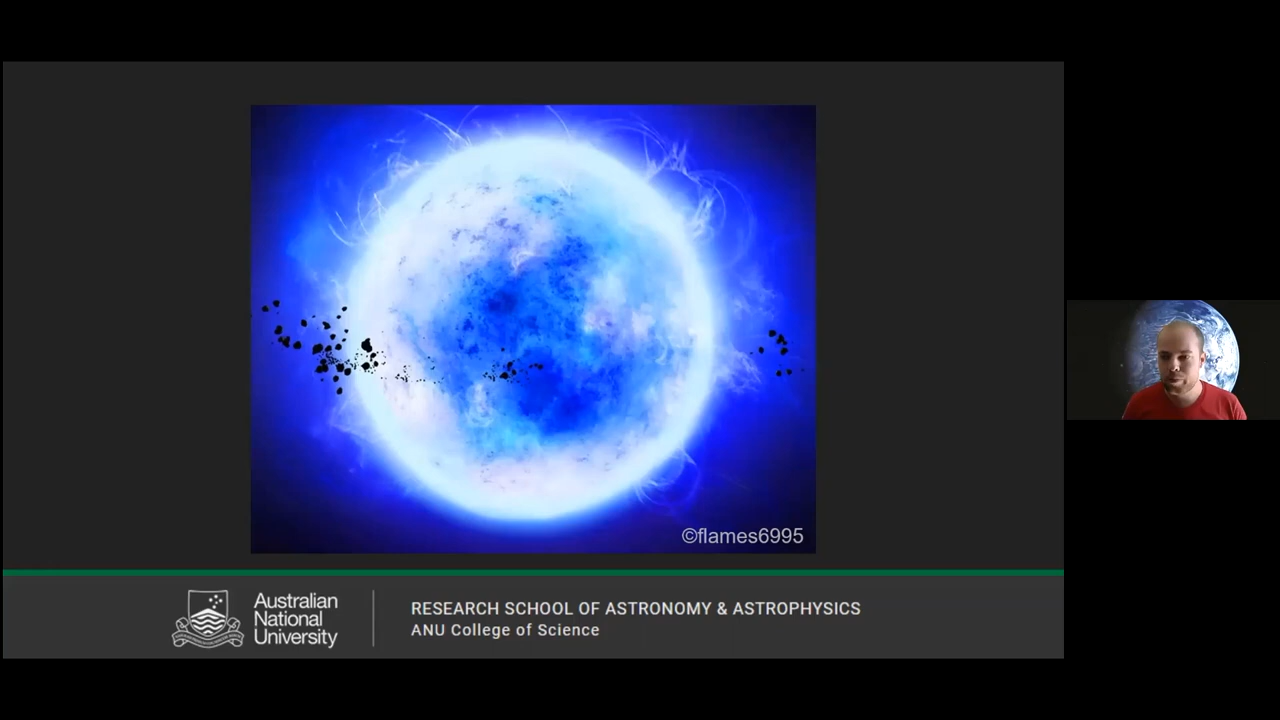 ©flames6995
Australian
National
University
RESEARCH SCHOOL OF ASTRONOMY & ASTROPHYSICS
ANU College of Science